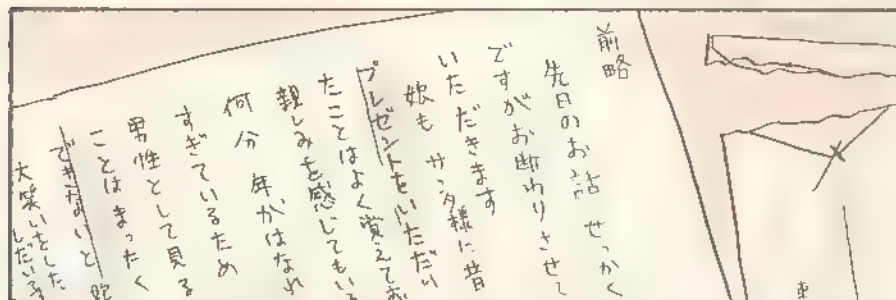 前略
先日のお話 せっかく
ですがお断わりさせて
いただきます
娘も サンタ様に昔
プレゼントをいただい
たことはよく覚えてお
親しみを感じてもいる
何分 年がはなれ
すぎているため
男性として見る
ことはまったく
できないと
大笑いとした
東